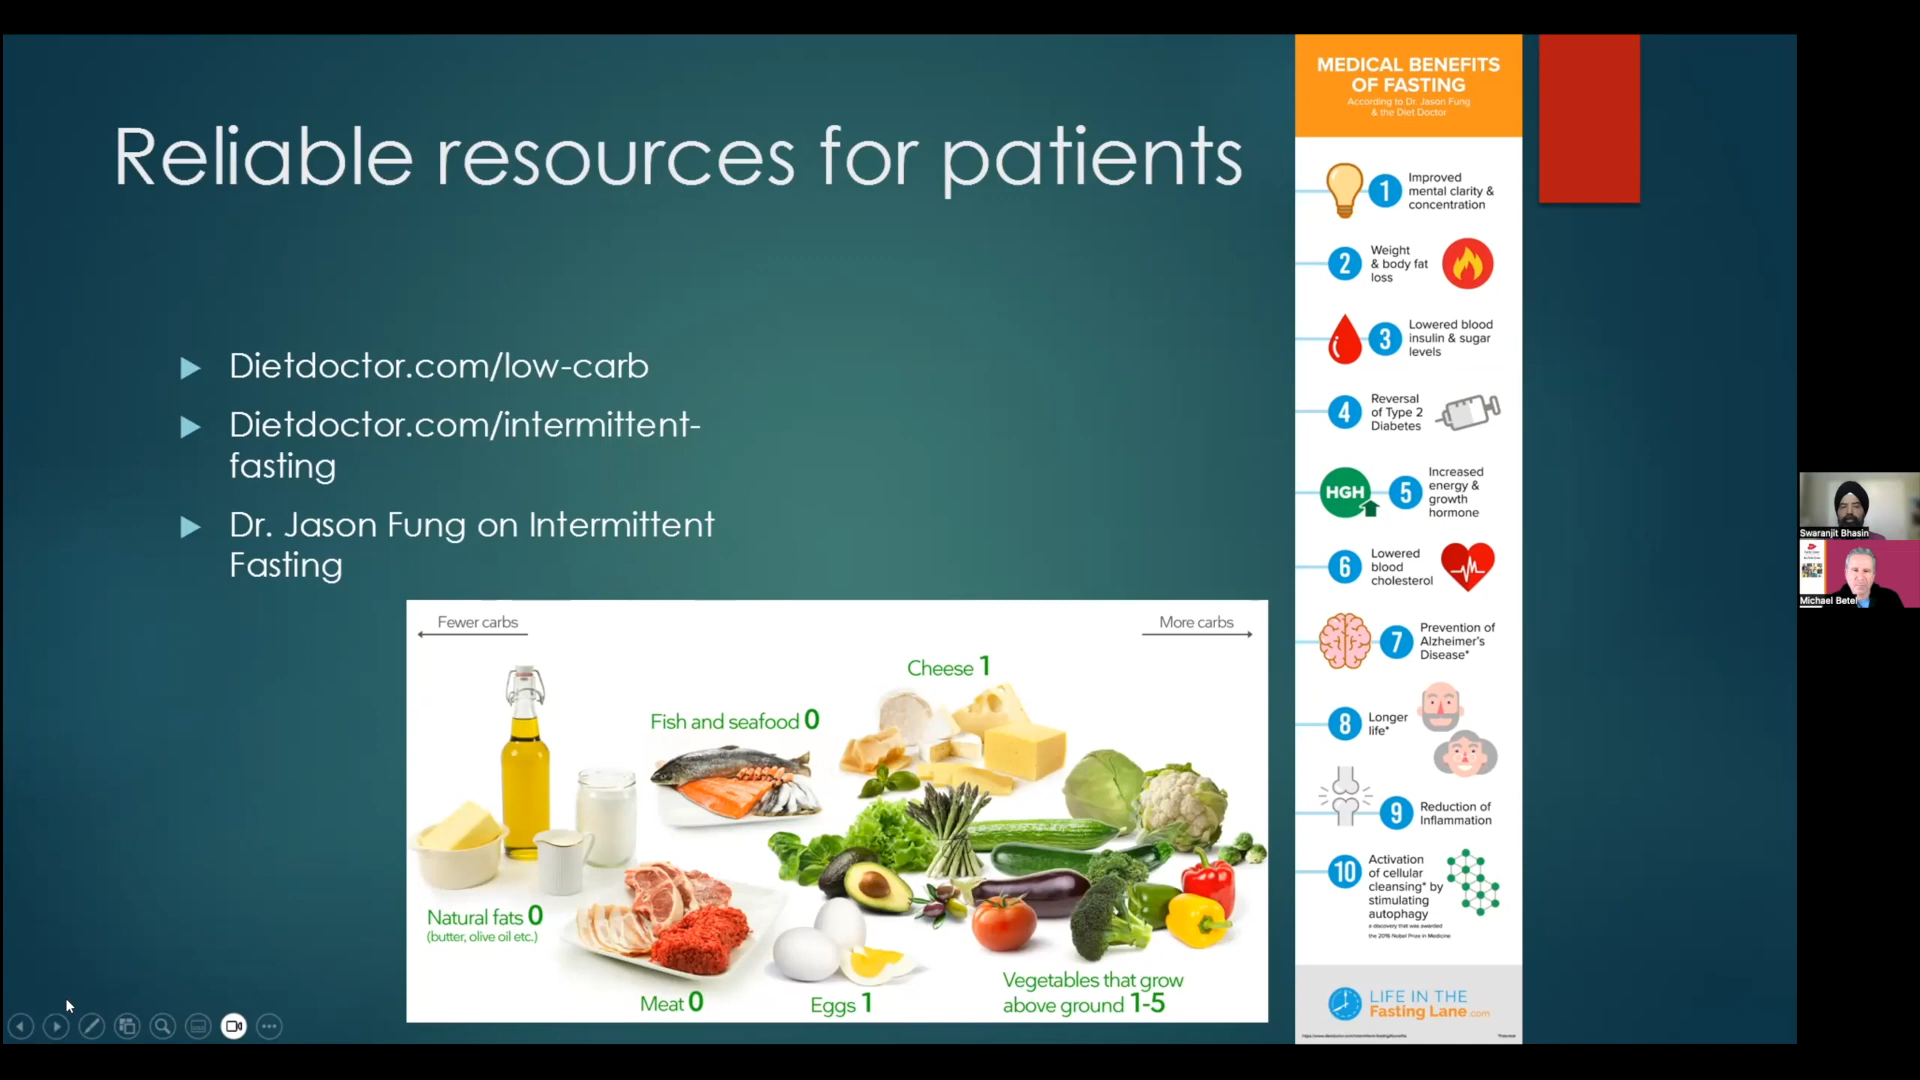 Reliable resources for patients
Dietdoctor.com/low-carb
Dietdoctor.com/intermittent-
fasting
Dr. Jason Fung on Intermittent
Fasting
Fewer carbs
More carbs
Cheese 1
Fish and seafood 0
Natural fats 0
(butter, olive oil etc.)
Meat 0
Eggs 1
Vegetables that grow
above ground 1-5
MEDICAL BENEFITS
OF FASTING
According to Dr. Jason Fung
& the Diet Doctor
1
Improved
mental clarity &
concentration
2
Weight
& body fat
loss
3
Lowered blood
insulin & sugar
levels
4
Reversal
of Type 2
Diabetes
HGH
5
Increased
energy &
growth
hormone
6
Lowered
blood
cholesterol
7
Prevention of
Alzheimer's
Disease*
8
Longer
life*
9
Reduction of
Inflammation
10
Activation
of cellular
cleansing* by
stimulating
autophagy
a discovery that was awarded
the 2016 Nobel Prize in Medicine
LIFE IN THE
Fasting Lane.com
Swaranjit Bhasin
Michael Betel